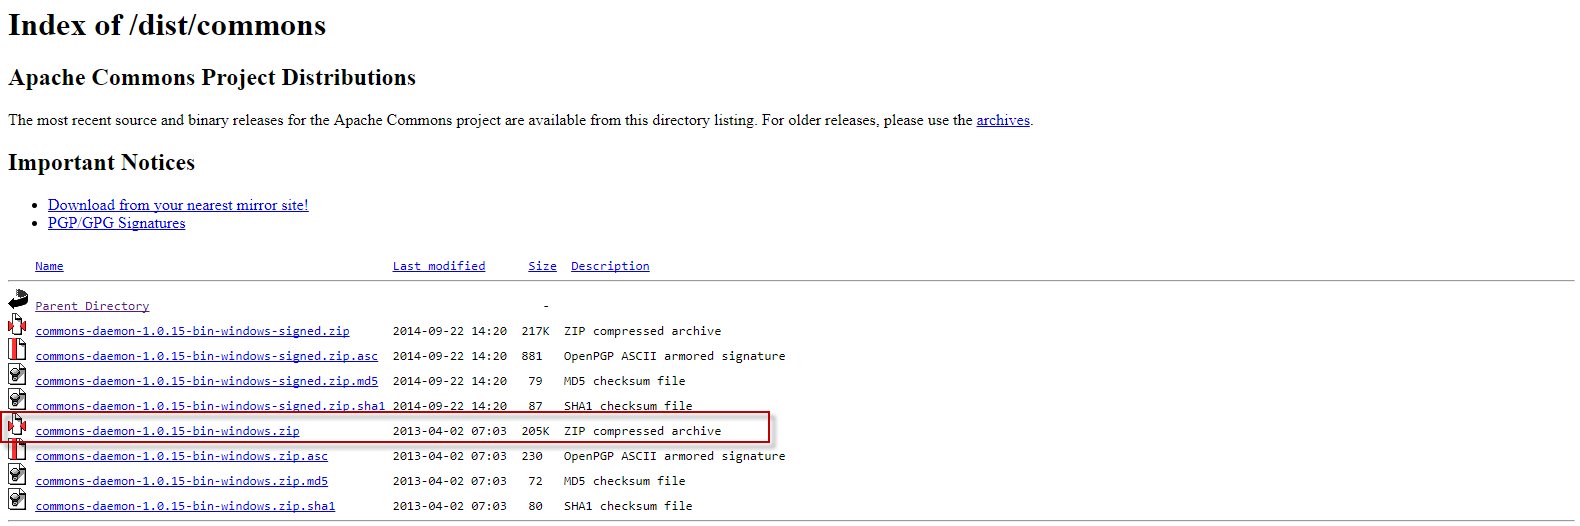 Index of /dist/commons
Apache Commons Project Distributions
The most recent source and binary releases for the Apache Commons project are available from this directory listing. For older releases, please use the archives.
Important Notices
Download from your nearest mirror site!
PGP/GPG Signatures
Name Last modified Size Description
Parent Directory -
commons-daemon-1.0.15-bin-windows-signed.zip 2014-09-22 14:20 217K ZIP compressed archive
commons-daemon-1.0.15-bin-windows-signed.zip.asc 2014-09-22 14:20 881 OpenPGP ASCII armored signature
commons-daemon-1.0.15-bin-windows-signed.zip.md5 2014-09-22 14:20 79 MD5 checksum file
commons-daemon-1.0.15-bin-windows-signed.zip.sha1 2014-09-22 14:20 87 SHA1 checksum file
commons-daemon-1.0.15-bin-windows.zip 2013-04-02 07:03 205K ZIP compressed archive
commons-daemon-1.0.15-bin-windows.zip.asc 2013-04-02 07:03 230 OpenPGP ASCII armored signature
commons-daemon-1.0.15-bin-windows.zip.md5 2013-04-02 07:03 72 MD5 checksum file
commons-daemon-1.0.15-bin-windows.zip.sha1 2013-04-02 07:03 80 SHA1 checksum file